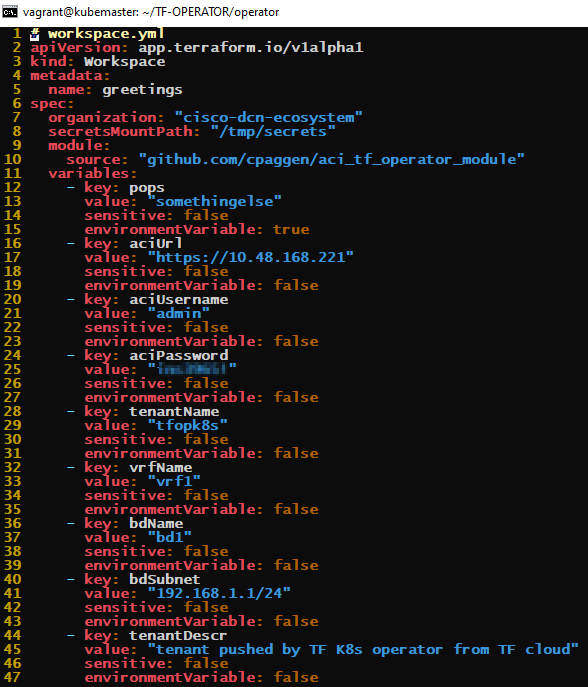 vagrant@kubemaster: ~/TF-OPERATOR/operator
1 # workspace.yml
2 apiVersion: app.terraform.io/v1alpha1
3 kind: Workspace
4 metadata:
5   name: greetings
6 spec:
7   organization: "cisco-dcn-ecosystem"
8   secretsMountPath: "/tmp/secrets"
9   module:
10     source: "github.com/cpaggen/aci_tf_operator_module"
11   variables:
12     - key: pops
13       value: "somethingelse"
14       sensitive: false
15       environmentVariable: true
16     - key: aciUrl
17       value: "https://10.48.168.221"
18       sensitive: false
19       environmentVariable: false
20     - key: aciUsername
21       value: "admin"
22       sensitive: false
23       environmentVariable: false
24     - key: aciPassword
25       value: " "
26       sensitive: false
27       environmentVariable: false
28     - key: tenantName
29       value: "tfopk8s"
30       sensitive: false
31       environmentVariable: false
32     - key: vrfName
33       value: "vrf1"
34       sensitive: false
35       environmentVariable: false
36     - key: bdName
37       value: "bd1"
38       sensitive: false
39       environmentVariable: false
40     - key: bdSubnet
41       value: "192.168.1.1/24"
42       sensitive: false
43       environmentVariable: false
44     - key: tenantDescr
45       value: "tenant pushed by TF K8s operator from TF cloud"
46       sensitive: false
47       environmentVariable: false